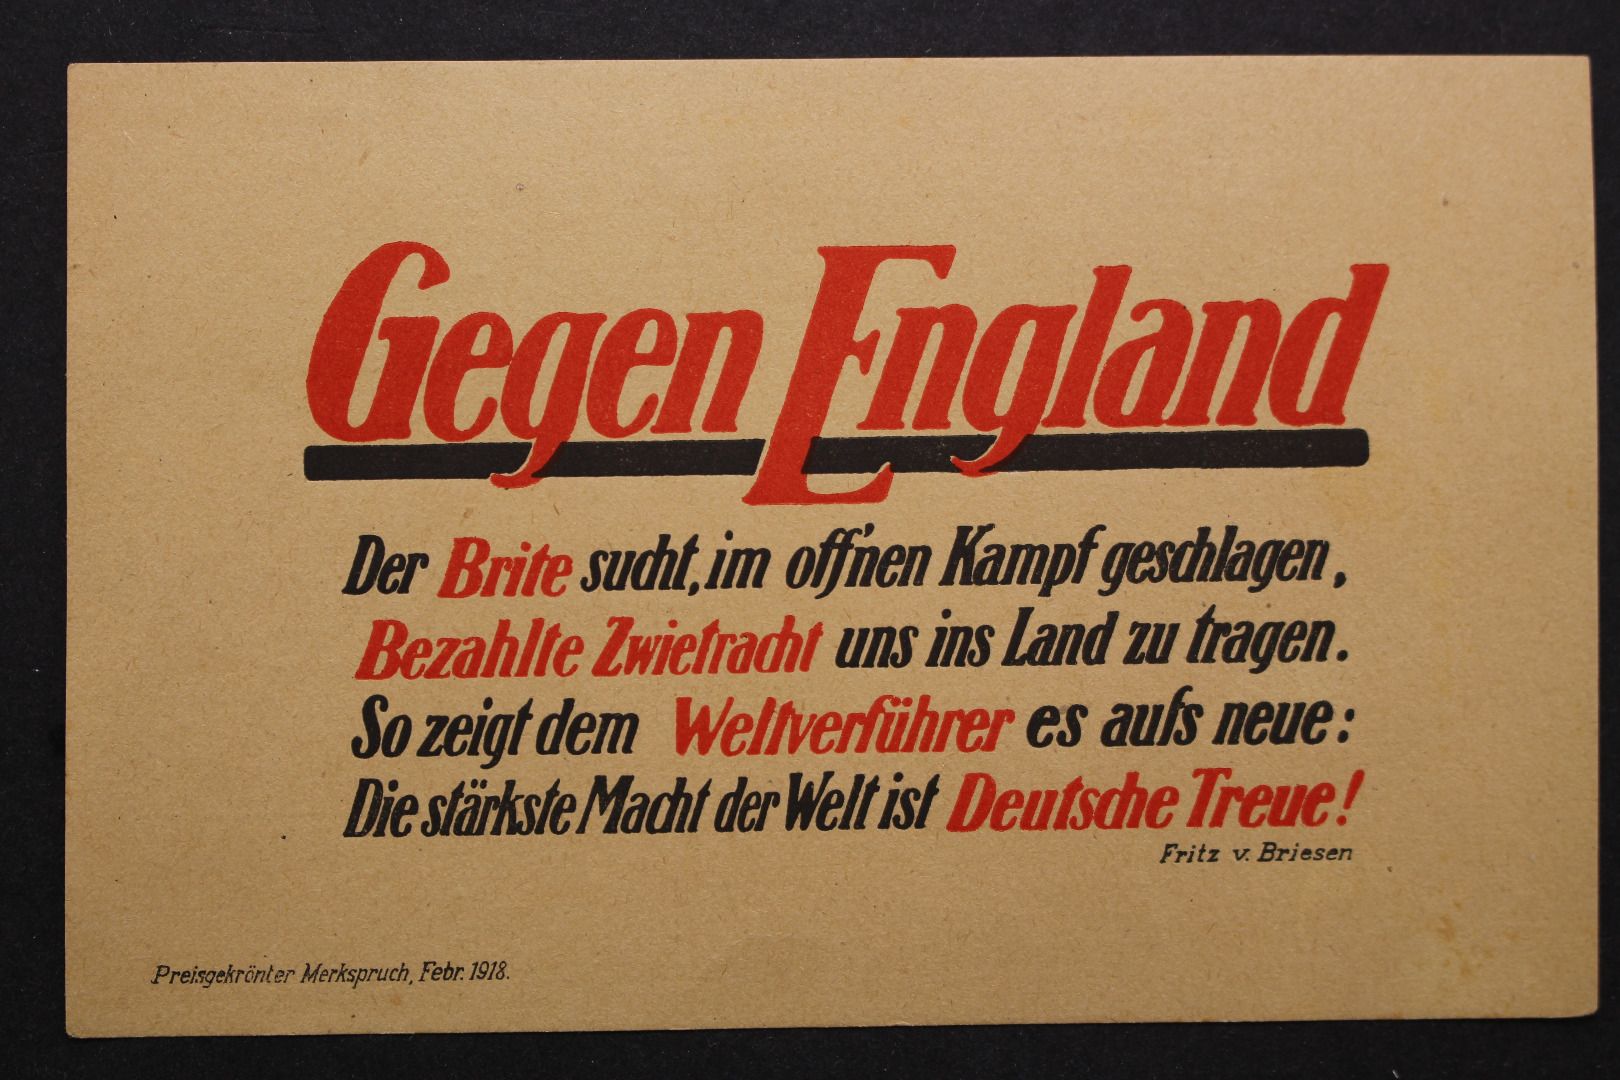 Gegen England
Der Brite sucht, im off'nen Kampf geschlagen,
Bezahlte Zwietracht uns ins Land zu tragen.
So zeigt dem Weltverführer es aufs neue:
Die stärkste Macht der Welt ist Deutsche Treue!
Fritz v. Briesen
Preisgekrönter Merkspruch, Febr. 1918.